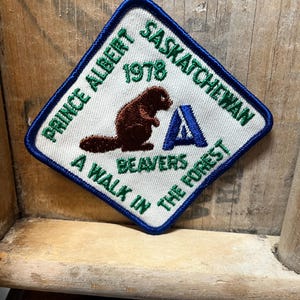 PRINCE ALBERT
SASKATCHEWAN
1978
A
BEAVERS
A WALK IN
THE FOREST